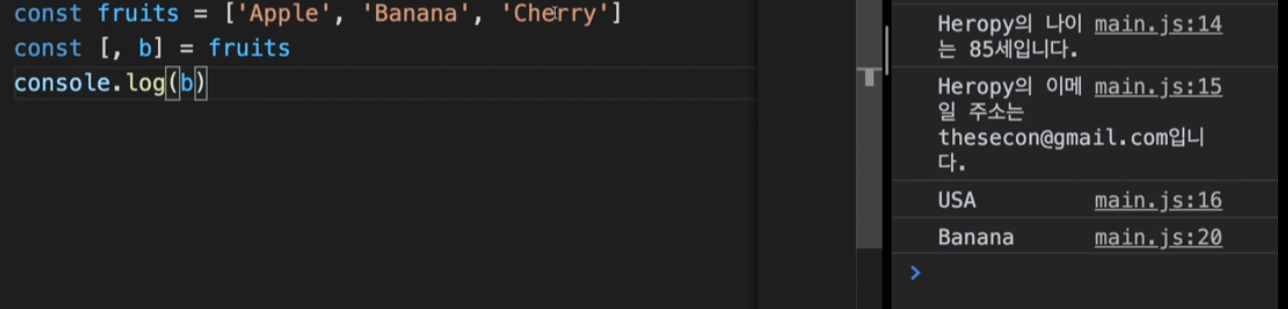 const fruits = ['Apple', 'Banana', 'Cherry']
const [, b] = fruits
console.log(b)
Heropy의 나이 main.js:14
는 85세입니다.
Heropy의 이메 main.js:15
일 주소는
thesecon@gmail.com입니
다.
USA main.js:16
Banana main.js:20
>